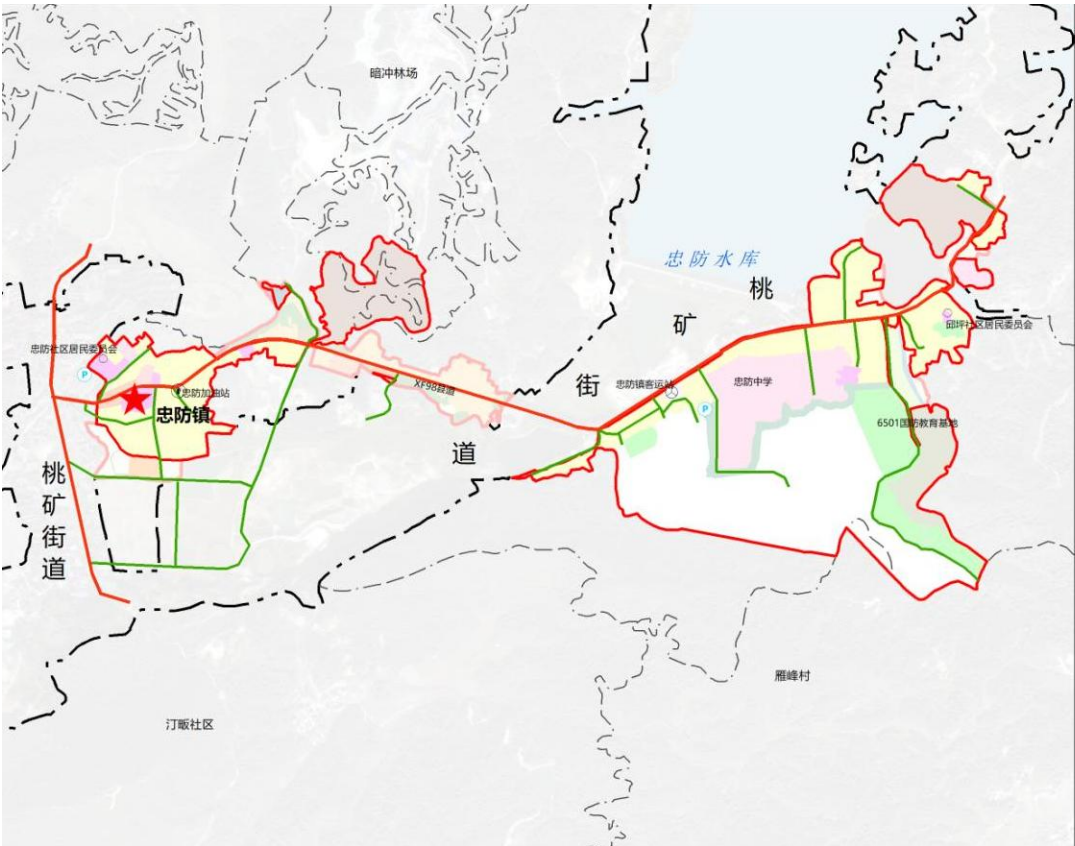 暗冲林场
忠防水库
桃矿街道
忠防社区居民委员会
P
忠防加油站
忠防镇
XF98县道
忠防镇客运站
忠防中学
P
邱坪社区居民委员会
6501国防教育基地
桃矿街道
雁峰村
汀畈社区